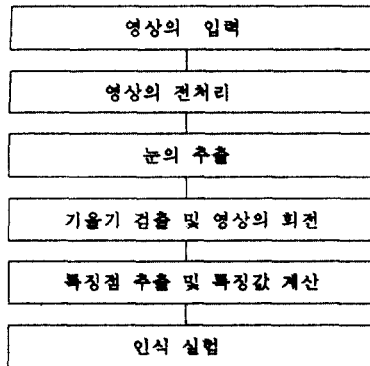 영상의 입력
영상의 전처리
눈의 추출
기울기 검출 및 영상의 회전
특징점 추출 및 특징값 계산
인식 실험